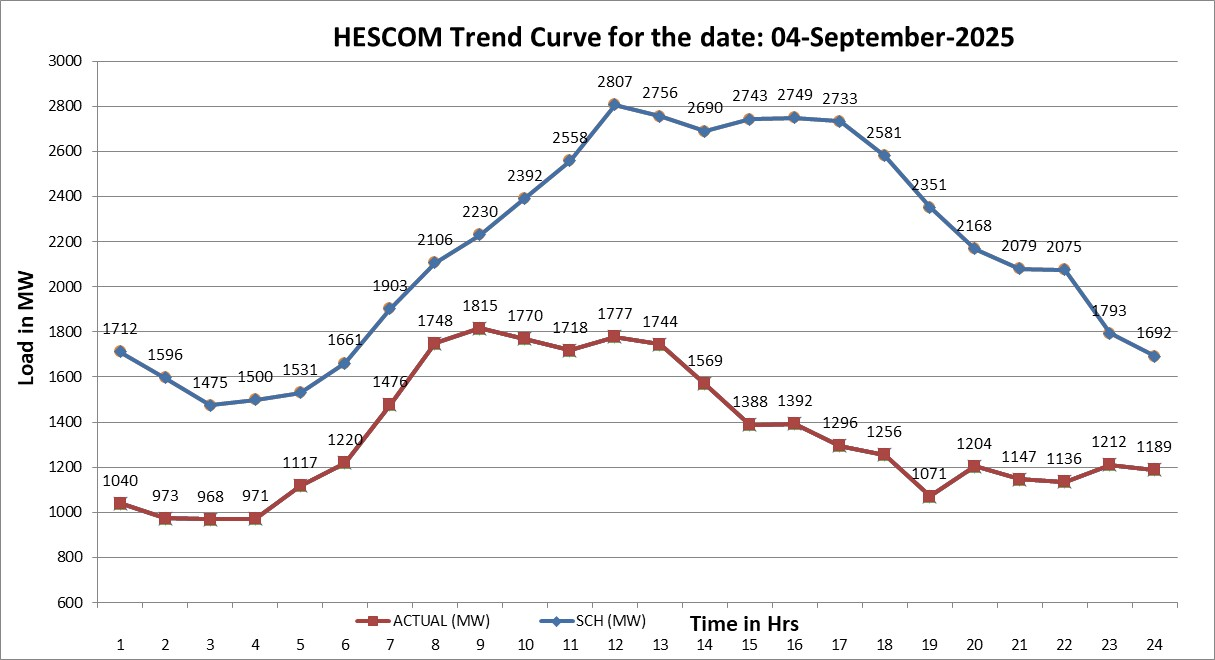 HESCOM Trend Curve for the date: 04-September-2025
3000
2800
2600
2400
2200
2000
1800
1600
1400
1200
1000
800
600
Load in MW
1712 1596 1475 1500 1531 1661 1903 2106 2230 2392 2558 2807 2756 2690 2743 2749 2733 2581 2351 2168 2079 2075 1793 1692
1040 973 968 971 1117 1220 1476 1748 1815 1770 1718 1777 1744 1569 1388 1392 1296 1256 1071 1204 1147 1136 1212 1189
ACTUAL (MW) SCH (MW) Time in Hrs
1 2 3 4 5 6 7 8 9 10 11 12 13 14 15 16 17 18 19 20 21 22 23 24